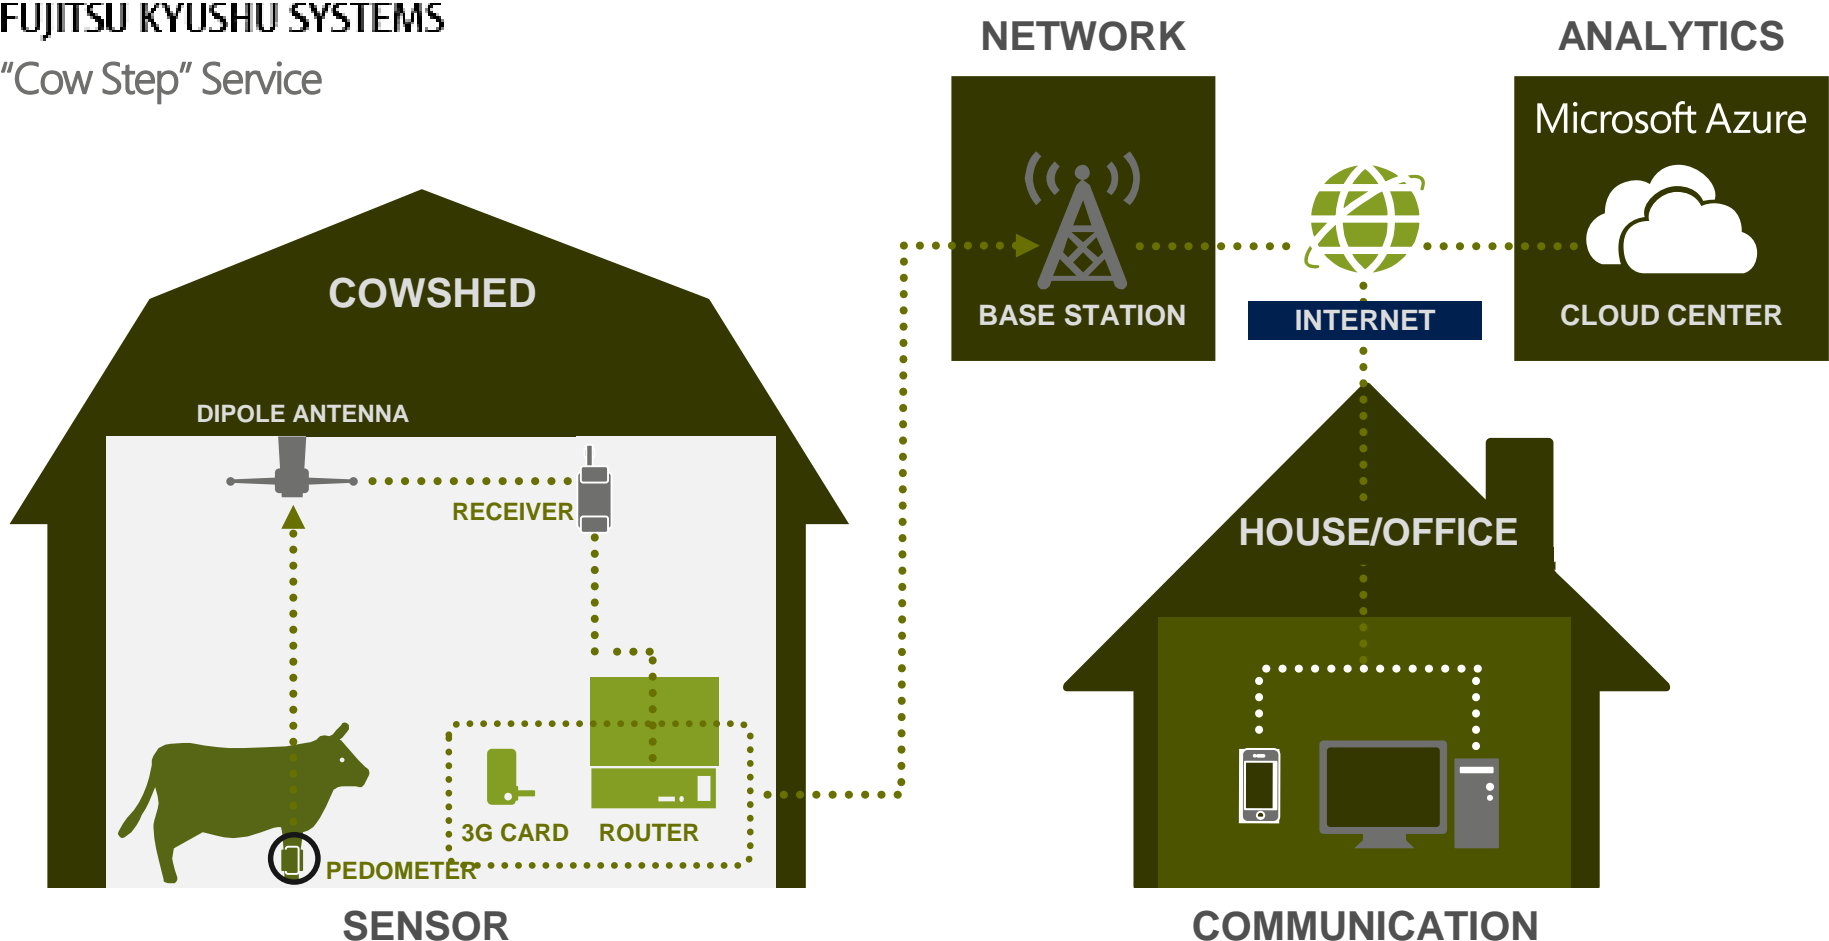 FUJITSU KYUSHU SYSTEMS
“Cow Step” Service
NETWORK
ANALYTICS
Microsoft Azure
BASE STATION
INTERNET
CLOUD CENTER
COWSHED
DIPOLE ANTENNA
RECEIVER
3G CARD
ROUTER
PEDOMETER
HOUSE/OFFICE
SENSOR
COMMUNICATION